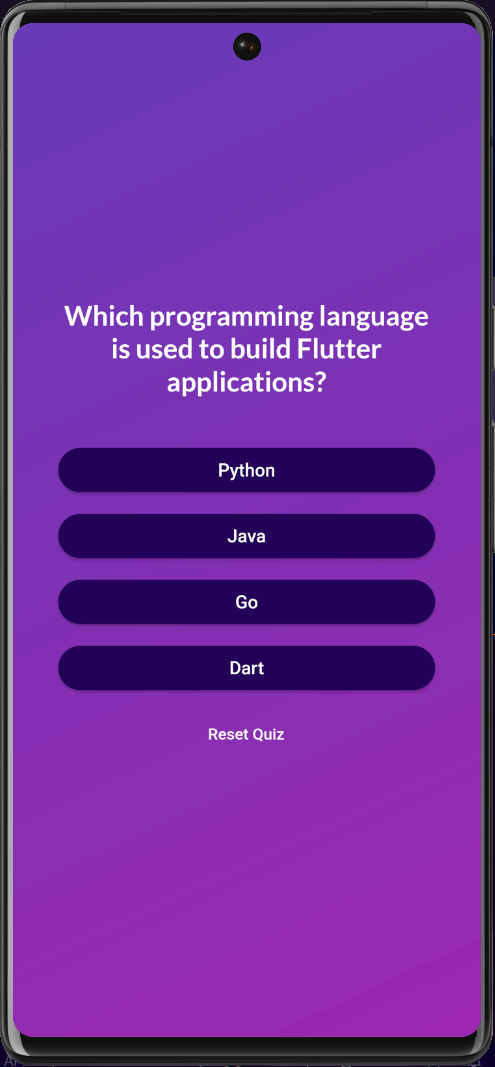 Which programming language
is used to build Flutter
applications?
Python
Java
Go
Dart
Reset Quiz